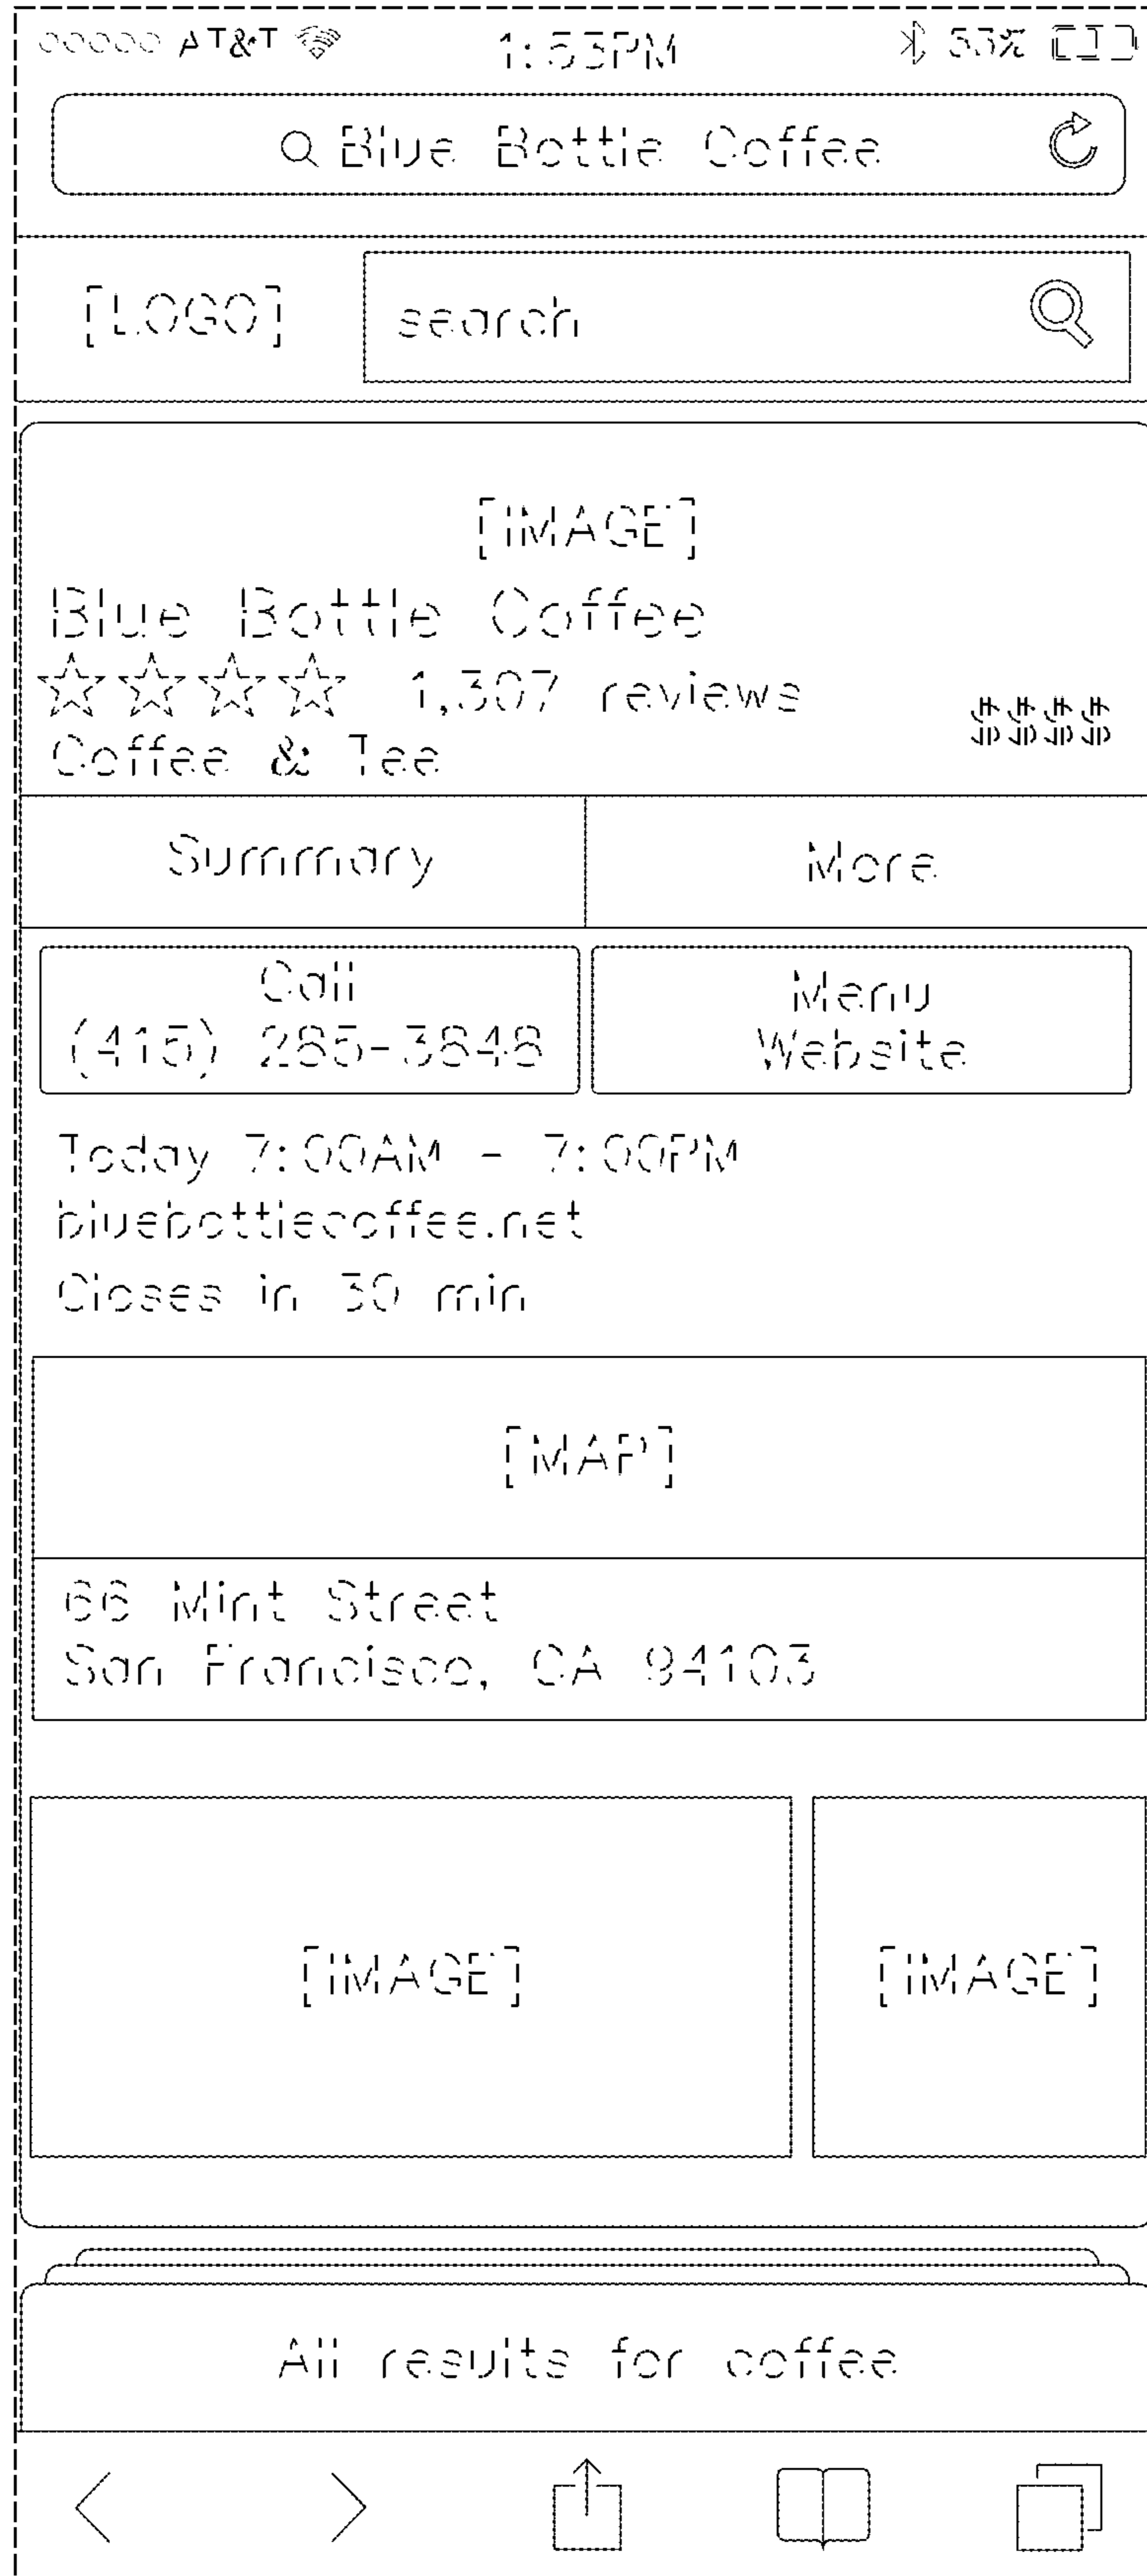 AT&T 1:53PM 53%
Blue Bottle Coffee
[LOGO] search
[IMAGE]
Blue Bottle Coffee
1,307 reviews
$$$$
Coffee & Tee
Summary More
Call
(415) 285-3848
Menu
Website
Today 7:00AM - 7:00PM
bluebottlecoffee.net
Closes in 30 min
[MAP]
66 Mint Street
San Francisco, CA 94103
[IMAGE] [IMAGE]
All results for coffee